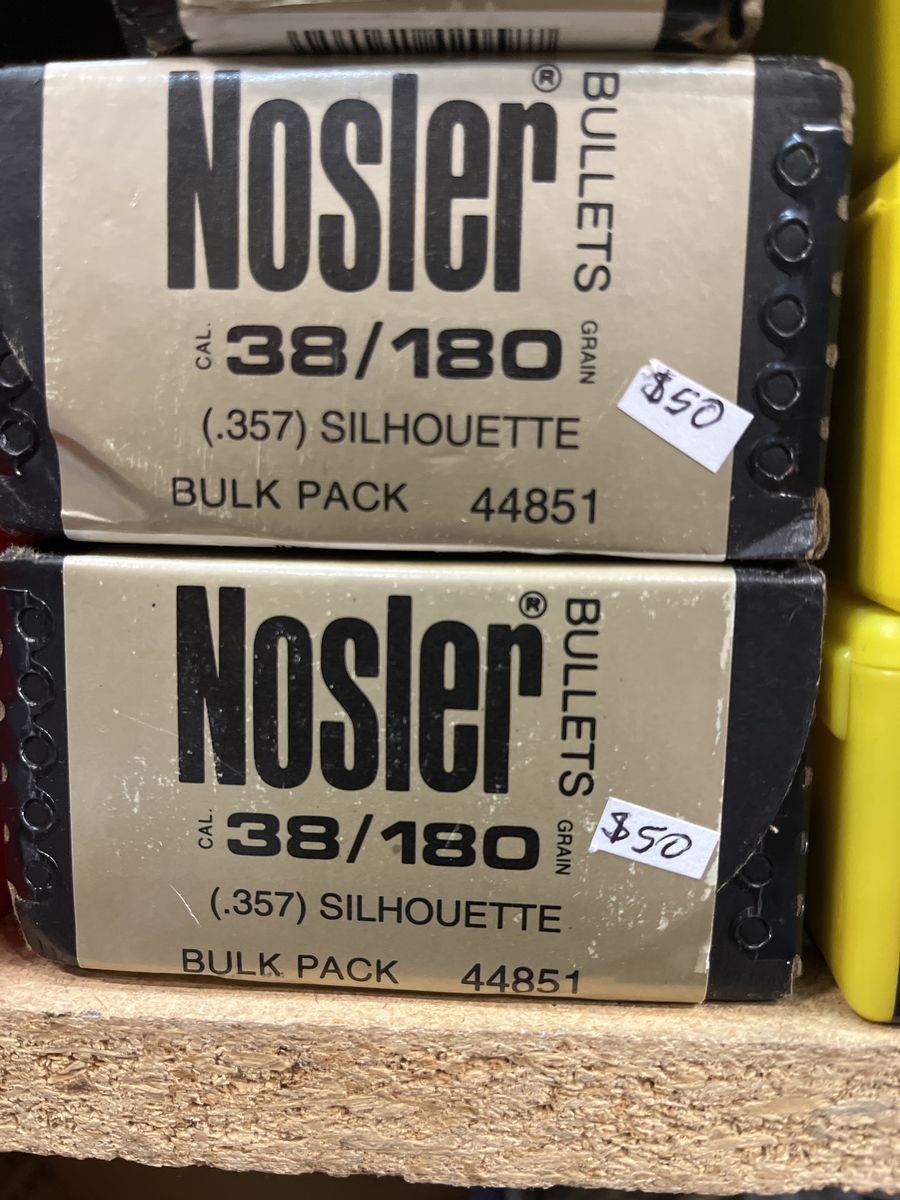 Nosler® BULLETS
CAL. 38/180 GRAIN
$50
(.357) SILHOUETTE
BULK PACK 44851
Nosler® BULLETS
CAL. 38/180 GRAIN
$50
(.357) SILHOUETTE
BULK PACK 44851